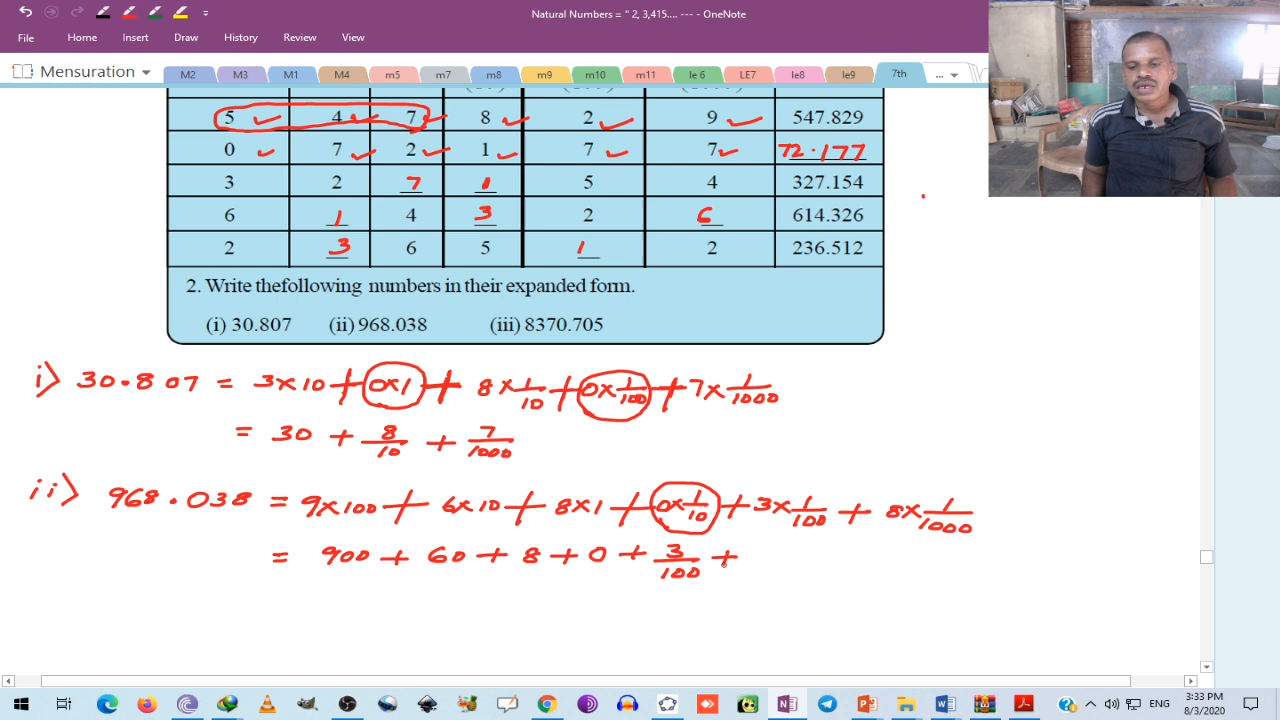 Natural Numbers = " 2, 3,415.... --- - OneNote
File Home Insert Draw History Review View
Mensuration
M2 M3 M1 M4 m5 m7 m8 m9 m10 m11 le 6 LE7 le8 le9 7th ...
5 4 7 8 2 9 547.829
0 7 2 1 7 7 72.177
3 2 7 1 5 4 327.154
6 1 4 3 2 6 614.326
2 3 6 5 1 2 236.512
2. Write thefollowing numbers in their expanded form.
(i) 30.807 (ii) 968.038 (iii) 8370.705
i) 30.807 = 3×10 + 0×1 + 8×1/10 + 0×1/100 + 7×1/1000
= 30 + 8/10 + 7/1000
ii) 968.038 = 9×100 + 6×10 + 8×1 + 0×1/10 + 3×1/100 + 8×1/1000
= 900 + 60 + 8 + 0 + 3/100 +
ENG
3:33 PM
8/3/2020